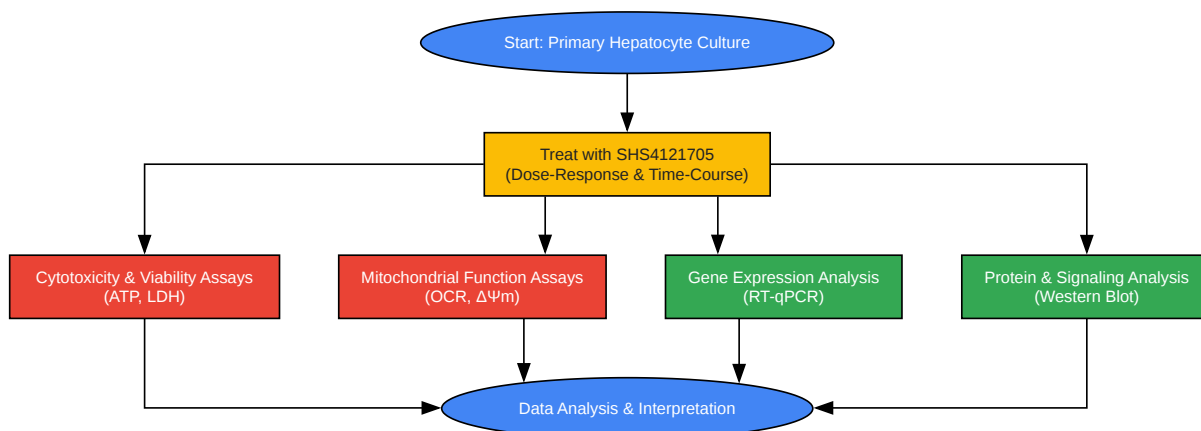 Start: Primary Hepatocyte Culture
Treat with SHS4121705
(Dose-Response & Time-Course)
Cytotoxicity & Viability Assays
(ATP, LDH)
Mitochondrial Function Assays
(OCR, ΔΨm)
Gene Expression Analysis
(RT-qPCR)
Protein & Signaling Analysis
(Western Blot)
Data Analysis & Interpretation